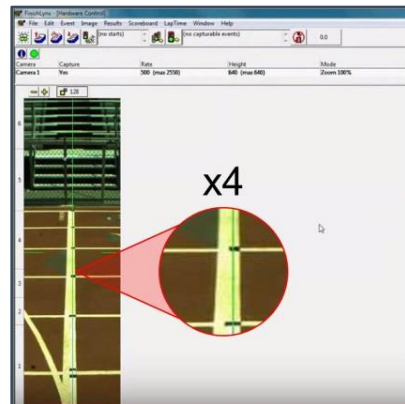 FinishLynx - [Hardware Control]
File Edit Event Image Results Scoreboard LapTime Window Help
(no starts) (no capturable events) 0.0
Camera Capture Rate Height Mode
Camera 1 Yes 500 (max 2550) 640 (max 640) Zoom 100%
128
x4
6
5
4
3
2
1